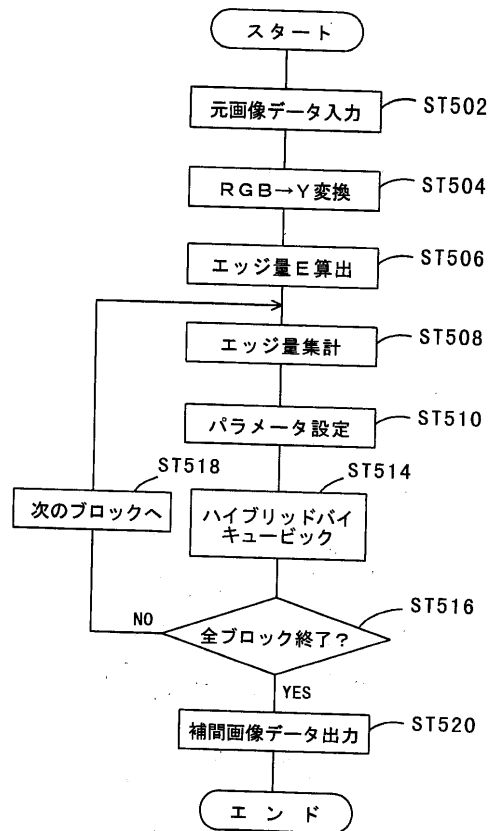 スタート
元画像データ入力
ST502
RGB→Y変換
ST504
エッジ量E算出
ST506
エッジ量集計
ST508
パラメータ設定
ST510
ST518
次のブロックへ
ST514
ハイブリッドバイ
キュービック
ST516
全ブロック終了?
NO
YES
補間画像データ出力
ST520
エンド